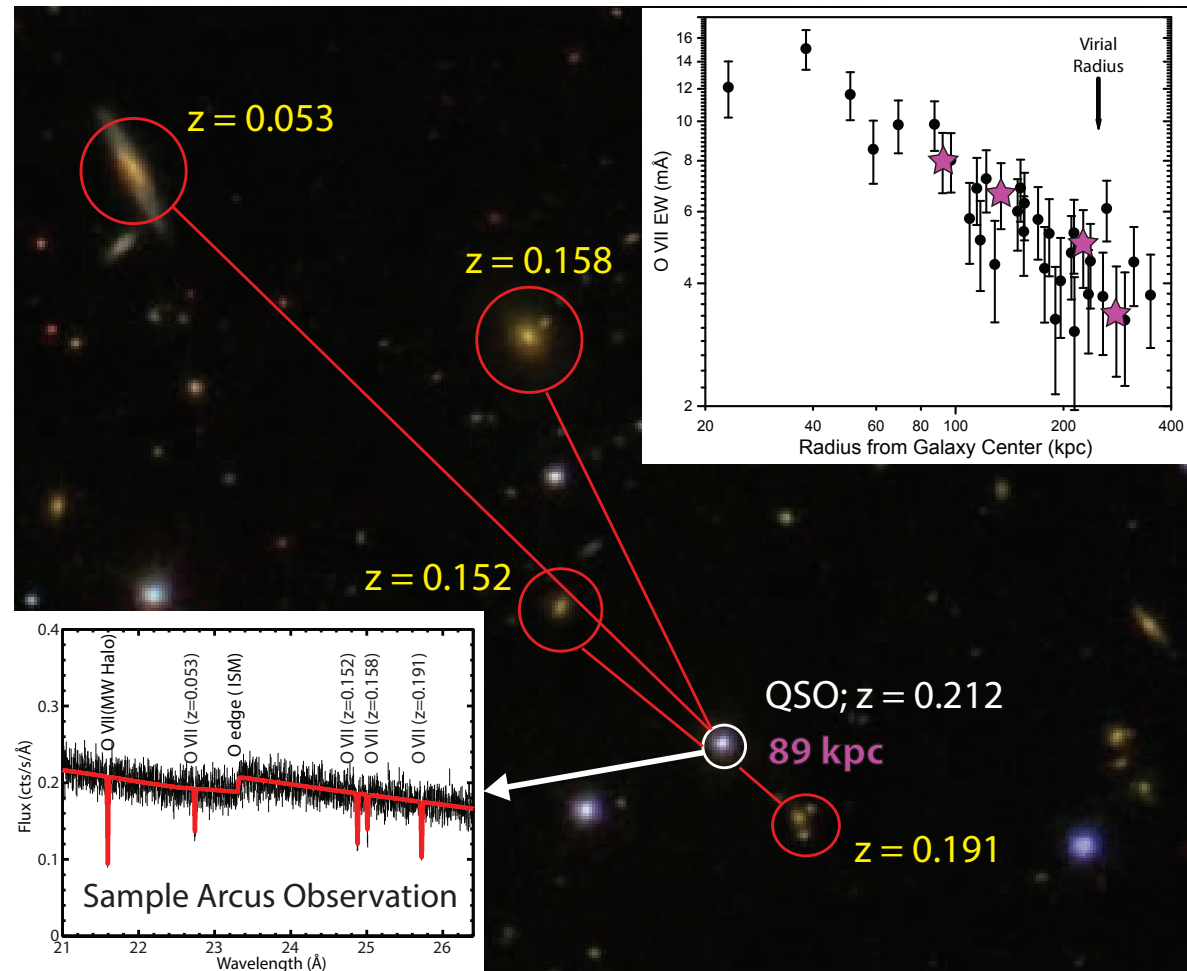 z = 0.053
z = 0.158
z = 0.152
QSO; z = 0.212
89 kpc
z = 0.191
16
14
12
10
8
6
4
2
O VII EW (mÅ)
Virial
Radius
20
40
60
80
100
200
400
Radius from Galaxy Center (kpc)
0.4
0.3
0.2
0.1
0
Flux (cts/s/Å)
O VII(MW Halo)
O VII (z=0.053)
O edge (ISM)
O VII (z=0.152)
O VII (z=0.158)
O VII (z=0.191)
Sample Arcus Observation
21
22
23
24
25
26
Wavelength (Å)